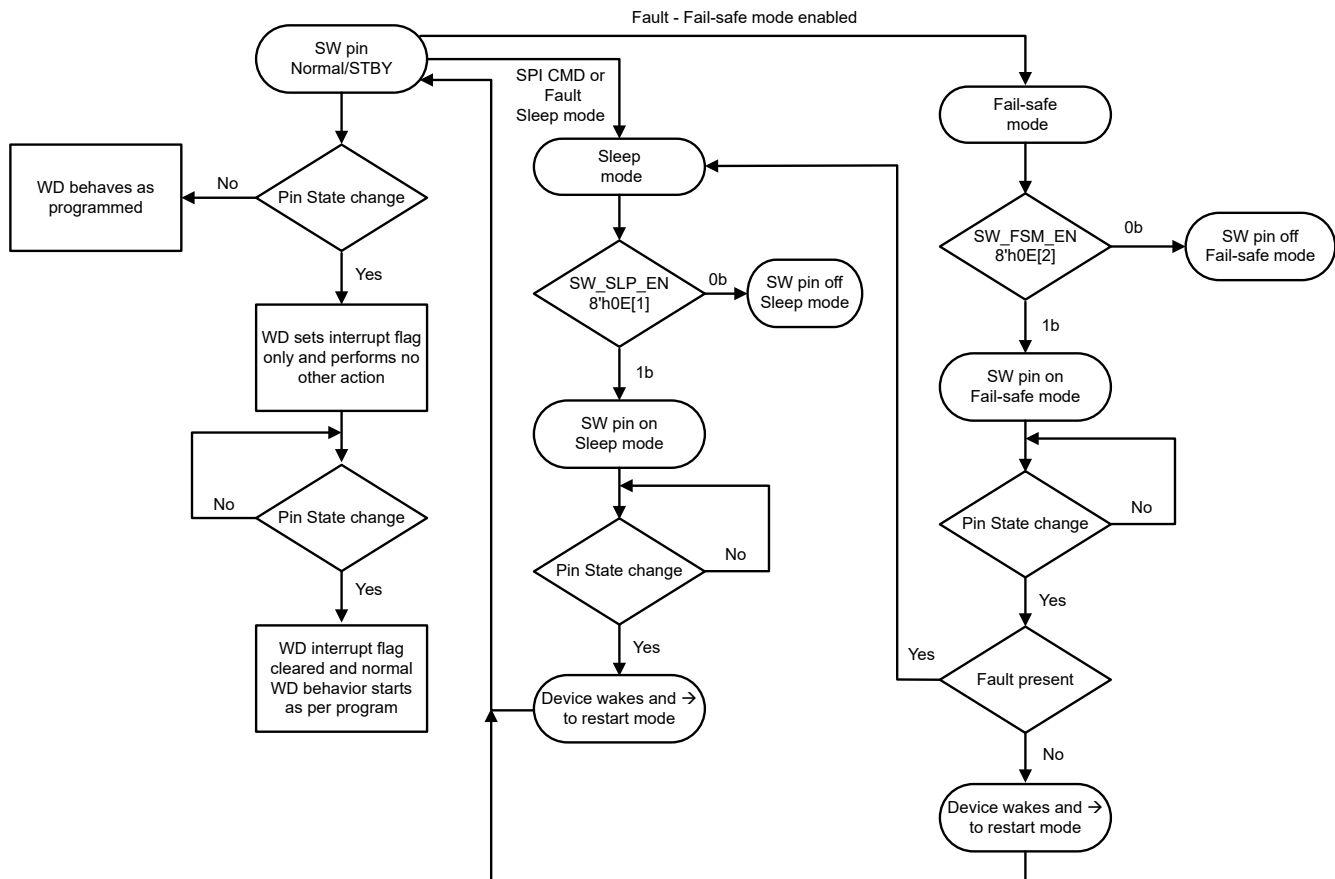 Fault - Fail-safe mode enabled
SW pin
Normal/STBY
SPI CMD or
Fault
Sleep mode
Pin State change
No
WD behaves as
programmed
Yes
WD sets interrupt flag
only and performs no
other action
Pin State change
No
Yes
WD interrupt flag
cleared and normal
WD behavior starts
as per program
Sleep
mode
SW_SLP_EN
8'h0E[1]
0b
SW pin off
Sleep mode
1b
SW pin on
Sleep mode
Pin State change
No
Yes
Device wakes and →
to restart mode
Fail-safe
mode
SW_FSM_EN
8'h0E[2]
0b
SW pin off
Fail-safe mode
1b
SW pin on
Fail-safe mode
Pin State change
No
Yes
Fault present
Yes
No
Device wakes and →
to restart mode